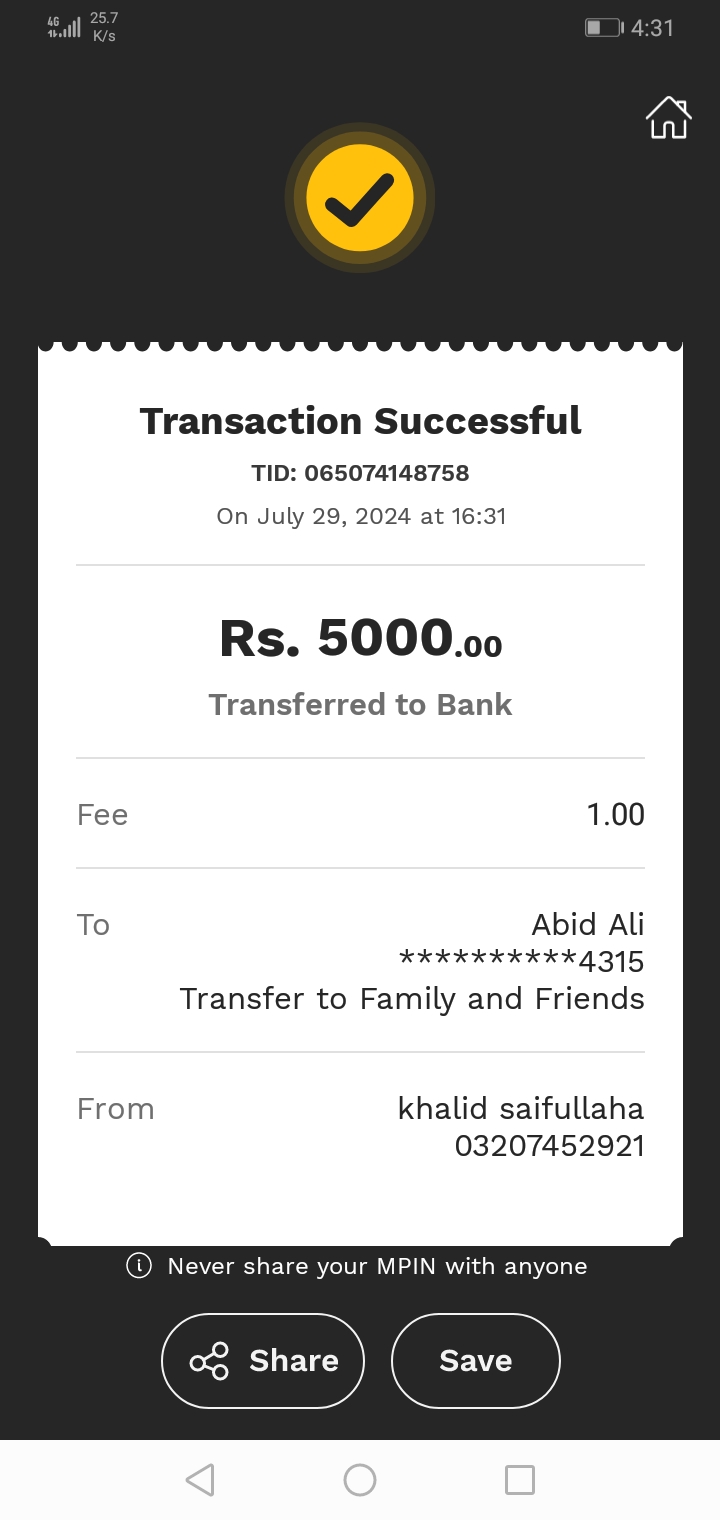 4G 25.7 K/s 4:31
Transaction Successful
TID: 065074148758
On July 29, 2024 at 16:31
Rs. 5000.00
Transferred to Bank
Fee 1.00
To Abid Ali
**********4315
Transfer to Family and Friends
From khalid saifullaha
03207452921
Never share your MPIN with anyone
Share Save